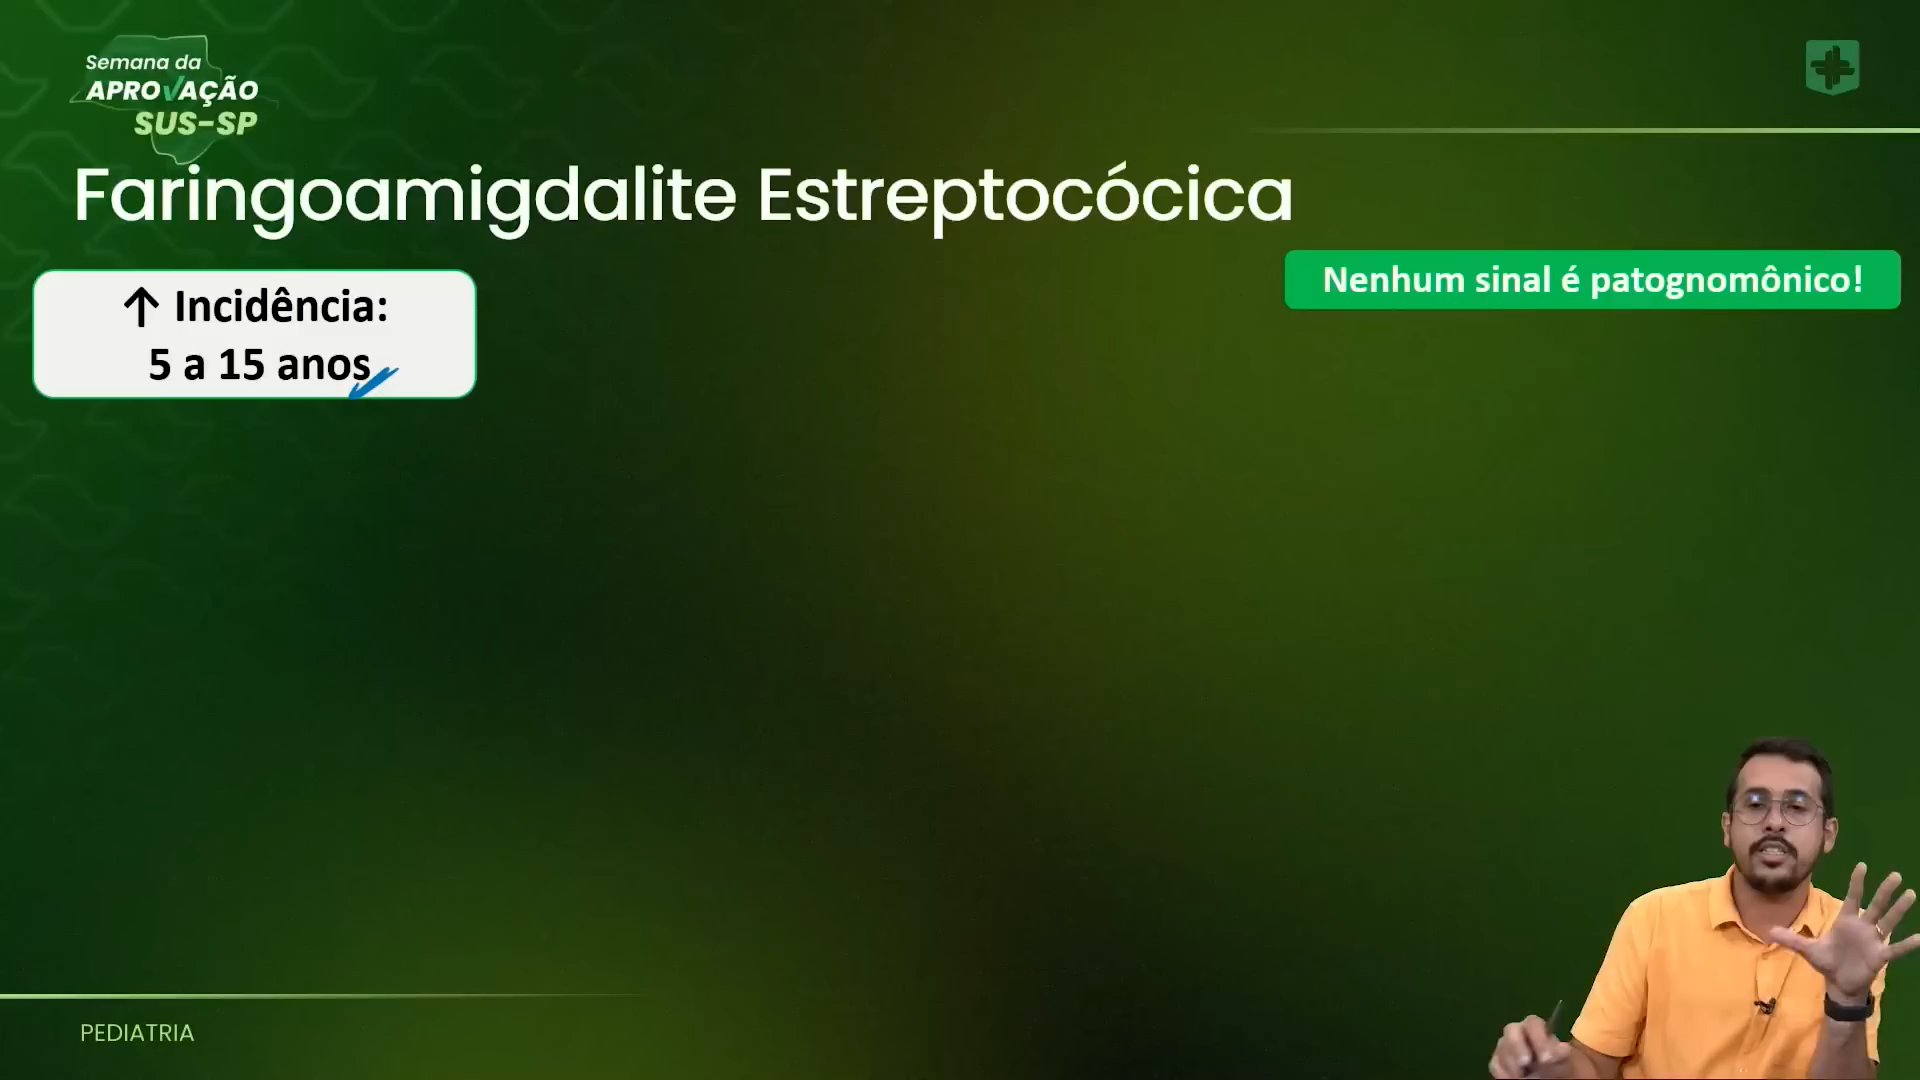 Semana da
APROVAÇÃO
SUS-SP
Faringoamigdalite Estreptocócica
Nenhum sinal é patognomônico!
↑ Incidência:
5 a 15 anos
PEDIATRIA